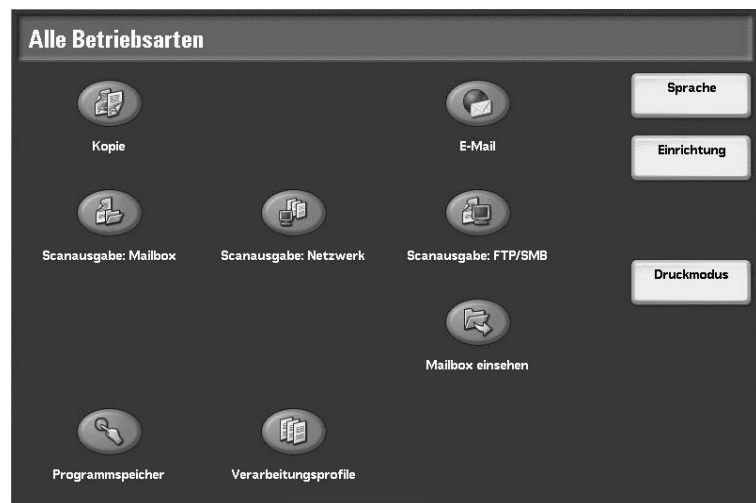 Alle Betriebsarten
Kopie
E-Mail
Sprache
Einrichtung
Scanausgabe: Mailbox
Scanausgabe: Netzwerk
Scanausgabe: FTP/SMB
Druckmodus
Mailbox einsehen
Programmspeicher
Verarbeitungsprofile